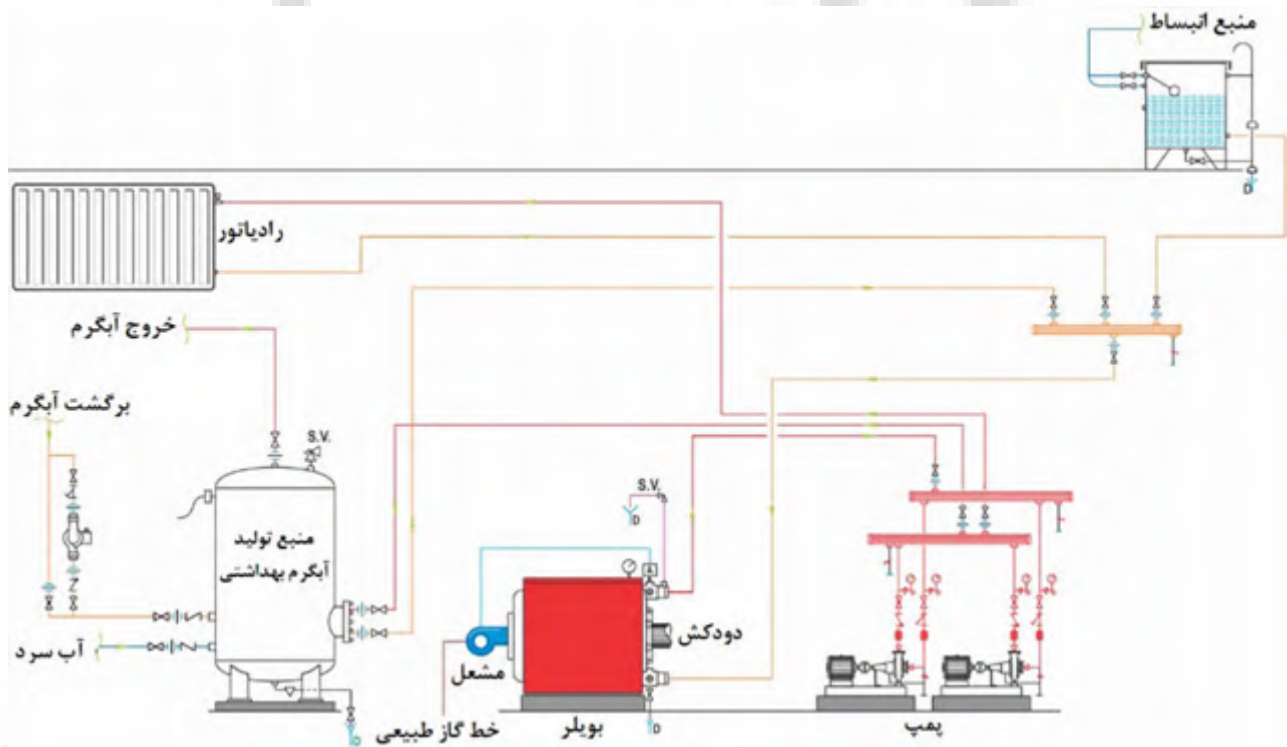 منبع انبساط
D
رادیاتور
خروج آبگرم
برگشت آبگرم
S.V.
S.V.
D
منبع تولید
آبگرم بهداشتی
A
دودکش
آب سرد
مشعل
خط گاز طبیعی
بویلر
پمپ
D
D